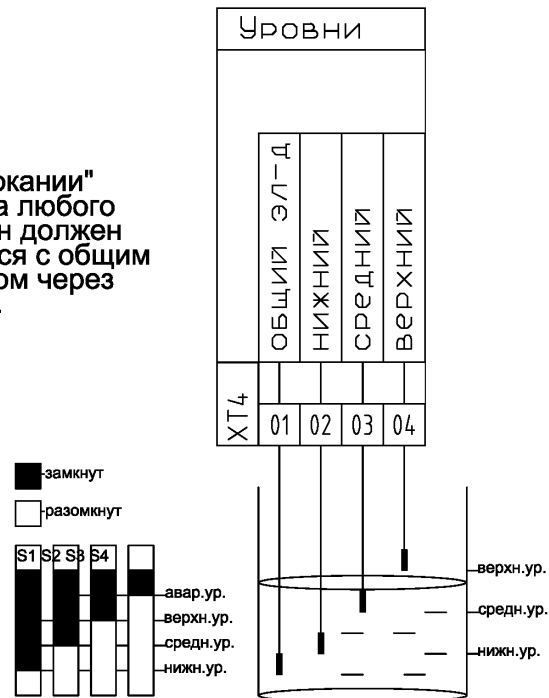 Уровни
окании"
а любого
н должен
ся с общим
ом через
общий эл-д
нижний
средний
верхний
XT4
01 02 03 04
замкнут
разомкнут
S1 S2 S3 S4
авар.ур.
верхн.ур.
средн.ур.
нижн.ур.
верхн.ур.
средн.ур.
нижн.ур.